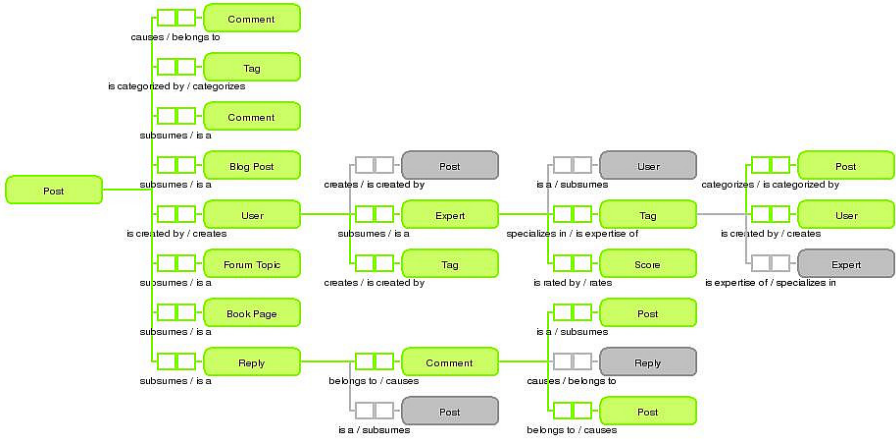 Comment
causes / belongs to
Tag
is categorized by / categorizes
Comment
subsumes / is a
Blog Post
Post
User
Post
subsumes / is a
creates / is created by
is a / subsumes
categorizes / is categorized by
Post
User
Expert
Tag
User
is created by / creates
subsumes / is a
specializes in / is expertise of
is created by / creates
Forum Topic
Tag
Score
Expert
subsumes / is a
creates / is created by
is rated by / rates
is expertise of / specializes in
Book Page
Post
subsumes / is a
is a / subsumes
Reply
Comment
Reply
subsumes / is a
belongs to / causes
causes / belongs to
Post
Post
is a / subsumes
belongs to / causes